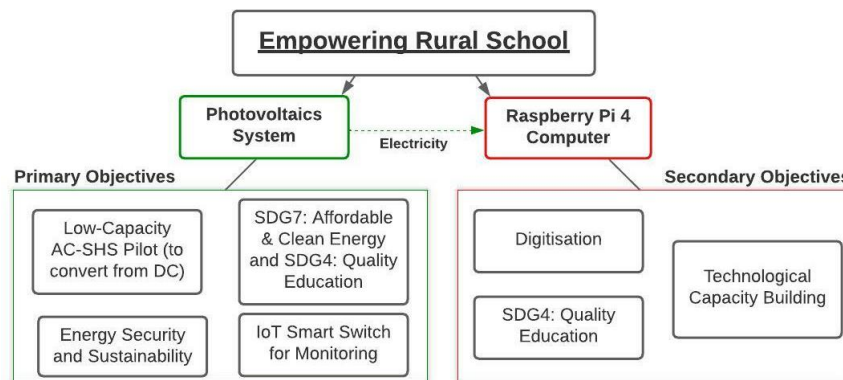 Empowering Rural School
Photovoltaics
System
Electricity
Raspberry Pi 4
Computer
Primary Objectives
Low-Capacity
AC-SHS Pilot (to
convert from DC)
SDG7: Affordable
& Clean Energy
and SDG4: Quality
Education
Energy Security
and Sustainability
IoT Smart Switch
for Monitoring
Secondary Objectives
Digitisation
SDG4: Quality
Education
Technological
Capacity Building